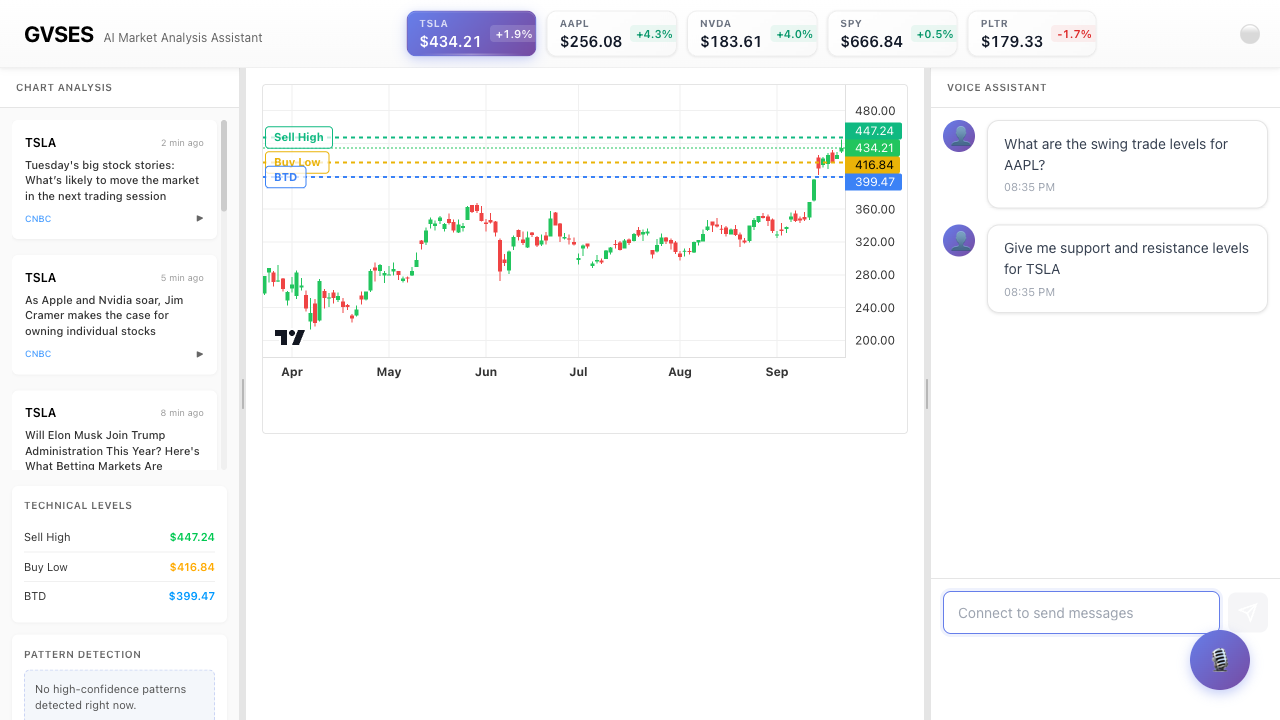 GVSES AI Market Analysis Assistant
TSLA
$434.21 +1.9%
AAPL
$256.08 +4.3%
NVDA
$183.61 +4.0%
SPY
$666.84 +0.5%
PLTR
$179.33 -1.7%
CHART ANALYSIS
TSLA 2 min ago
Tuesday's big stock stories:
What's likely to move the market
in the next trading session
CNBC
TSLA 5 min ago
As Apple and Nvidia soar, Jim
Cramer makes the case for
owning individual stocks
CNBC
TSLA 8 min ago
Will Elon Musk Join Trump
Administration This Year? Here's
What Betting Markets Are
TECHNICAL LEVELS
Sell High $447.24
Buy Low $416.84
BTD $399.47
PATTERN DETECTION
No high-confidence patterns
detected right now.
Sell High
Buy Low
BTD
480.00
447.24
434.21
416.84
399.47
360.00
320.00
280.00
240.00
200.00
Apr May Jun Jul Aug Sep
VOICE ASSISTANT
What are the swing trade levels for
AAPL?
08:35 PM
Give me support and resistance levels
for TSLA
08:35 PM
Connect to send messages